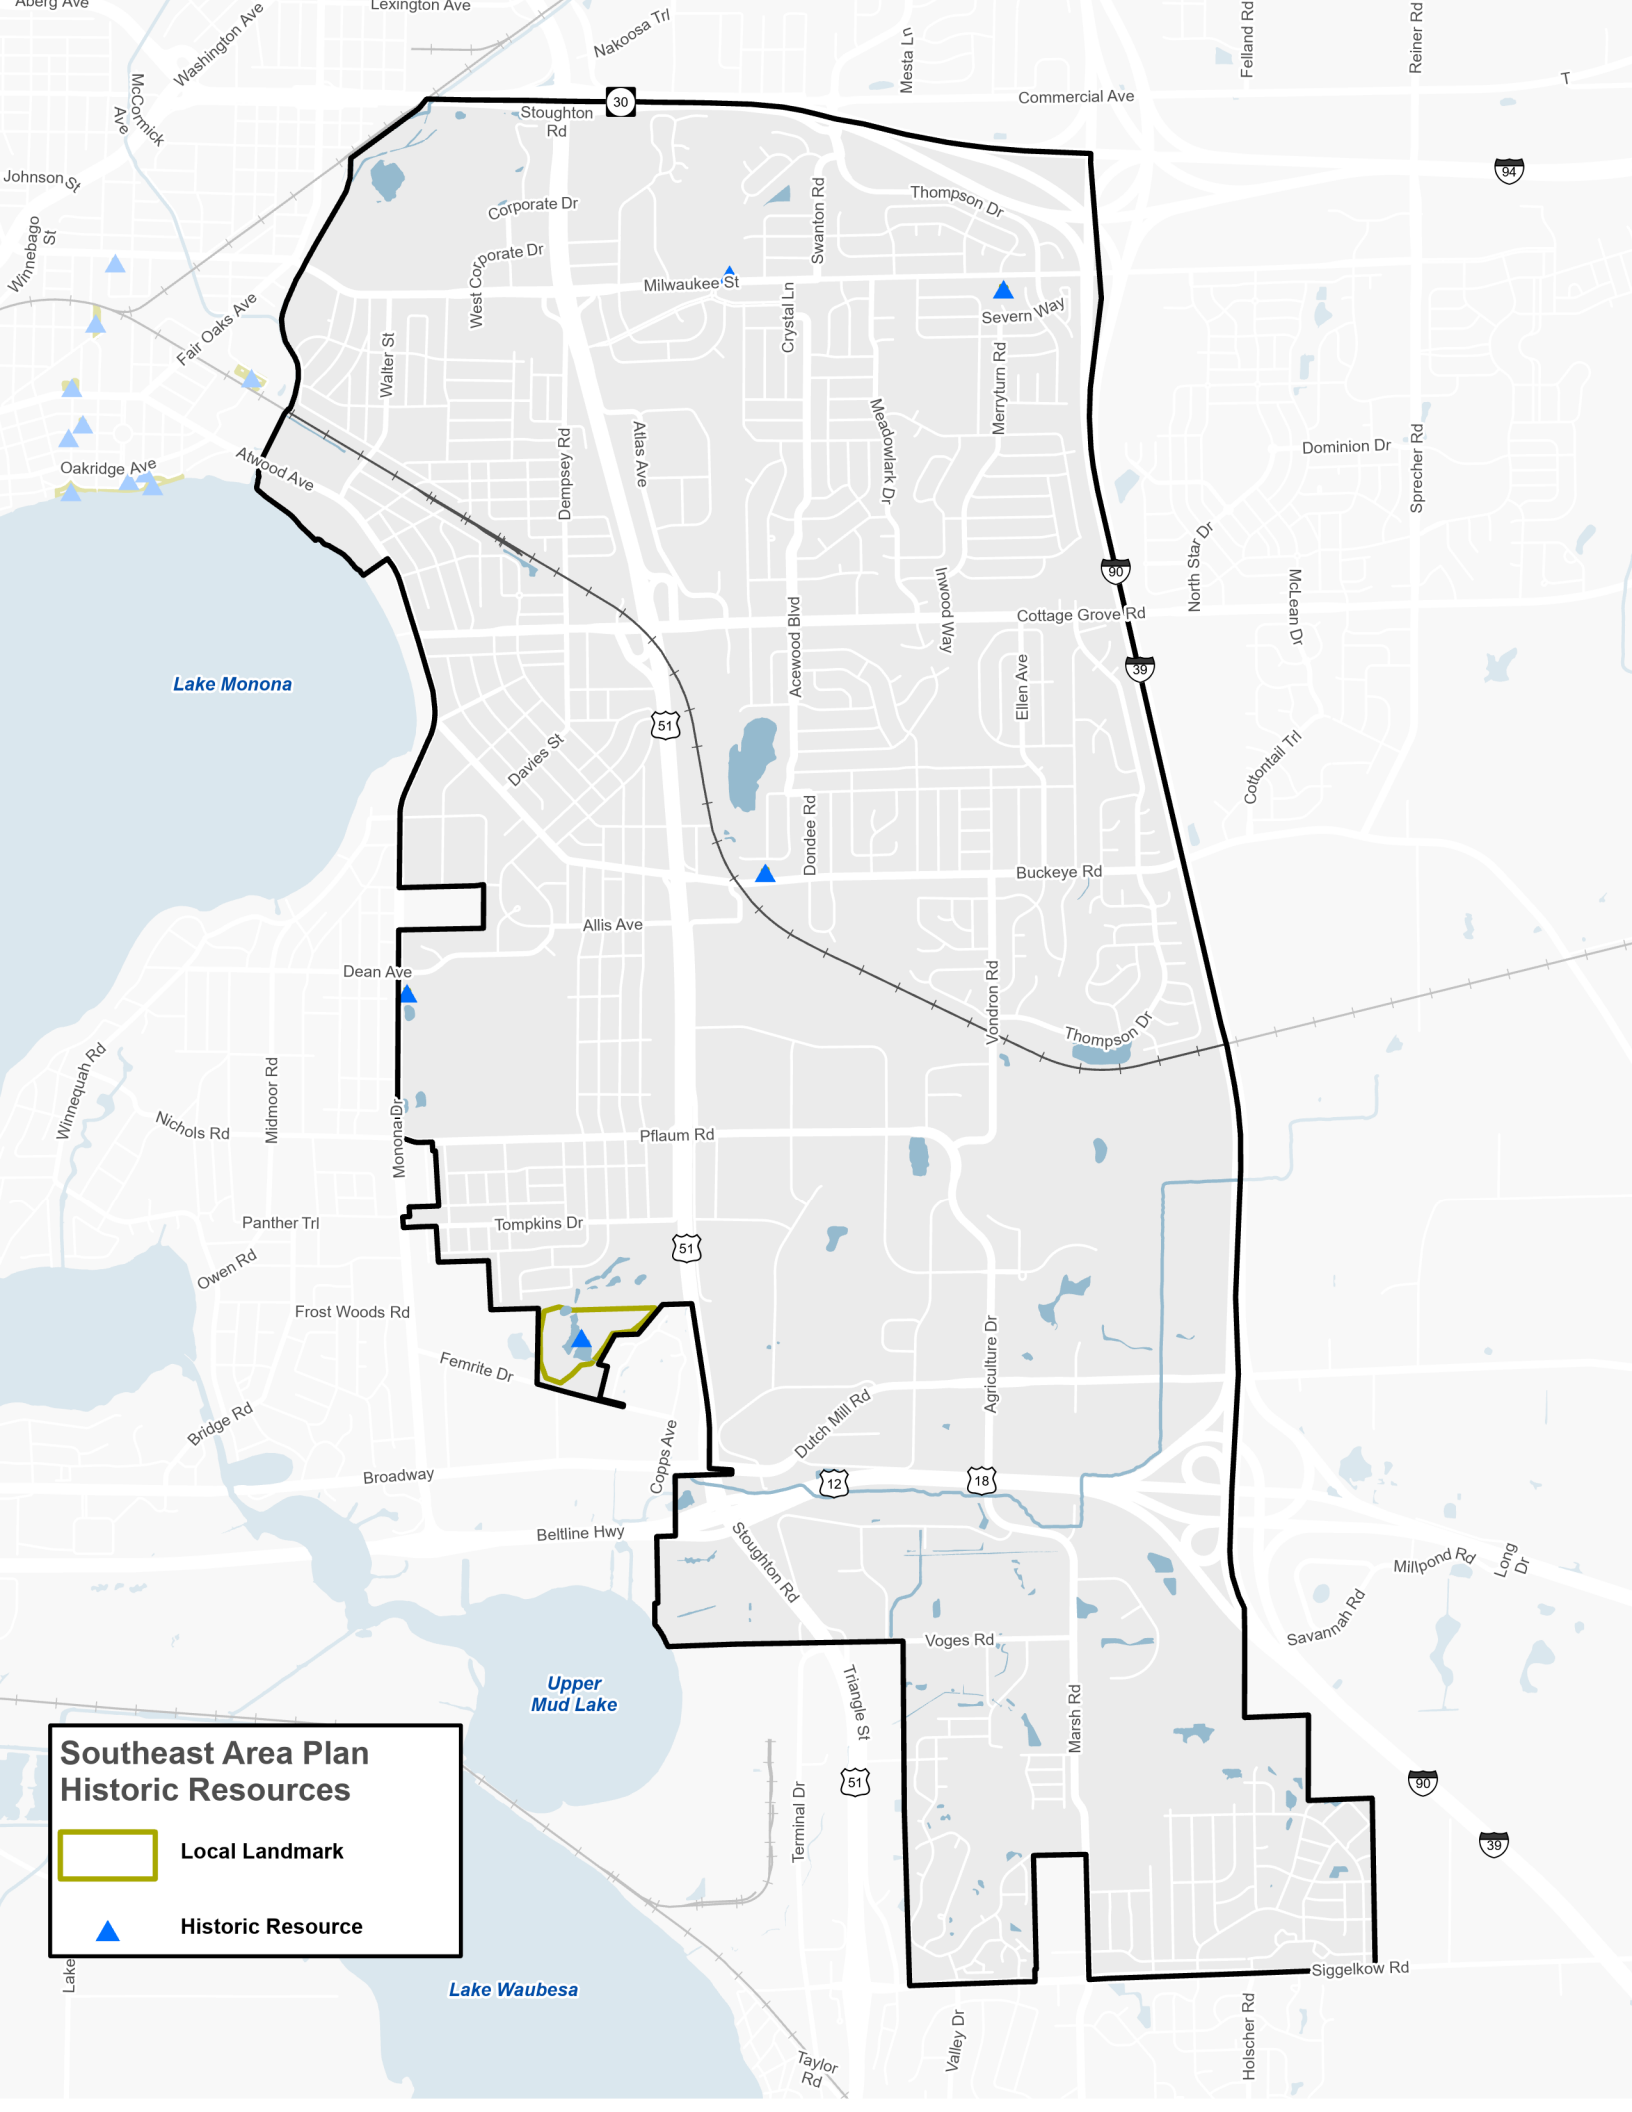 Aberg Ave
Lexington Ave
Washington Ave
Nakoosa Trl
Mesta Ln
Felland Rd
Reiner Rd
T
McCormick
Ave
Commercial Ave
30
Stoughton
Rd
94
Johnson St
Thompson Dr
Swanton Rd
Corporate Dr
Winnebago
St
West Corporate Dr
Milwaukee St
Severn Way
Crystal Ln
Fair Oaks Ave
Walter St
Merryturn Rd
Meadowlark Dr
Atlas Ave
Dempsey Rd
Dominion Dr
Sprecher Rd
Oakridge Ave
Atwood Ave
North Star Dr
90
McLean Dr
Inwood Way
Cottage Grove Rd
Acewood Blvd
39
Ellen Ave
Lake Monona
51
Davies St
Cottontail Trl
Dondee Rd
Buckeye Rd
Allis Ave
Dean Ave
Vondron Rd
Thompson Dr
Winnequah Rd
Midmoor Rd
Nichols Rd
Monona Dr
Pflaum Rd
Panther Trl
Tompkins Dr
51
Owen Rd
Frost Woods Rd
Agriculture Dr
Femrite Dr
Dutch Mill Rd
Bridge Rd
Copps Ave
Broadway
12
18
Beltline Hwy
Stoughton Rd
Millpond Rd
Long
Dr
Savannah Rd
Voges Rd
Upper
Mud Lake
Triangle St
Marsh Rd
Southeast Area Plan
Historic Resources
51
90
Terminal Dr
39
Local Landmark
Historic Resource
Lake
Siggelkow Rd
Lake Waubesa
Valley Dr
Holscher Rd
Taylor
Rd